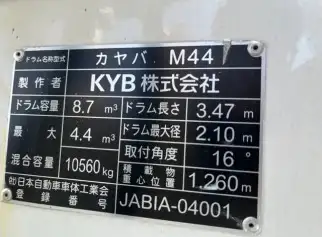 ドラム名称型式 カヤバ M44
製作者 KYB株式会社
ドラム容量 8.7 m³ ドラム長さ 3.47 m
最大 4.4 m³ ドラム最大径 2.10 m
混合容量 10560kg 取付角度 16°
積載物重心位置 1.260m
(社)日本自動車車体工業会
登録番号 JABIA-04001